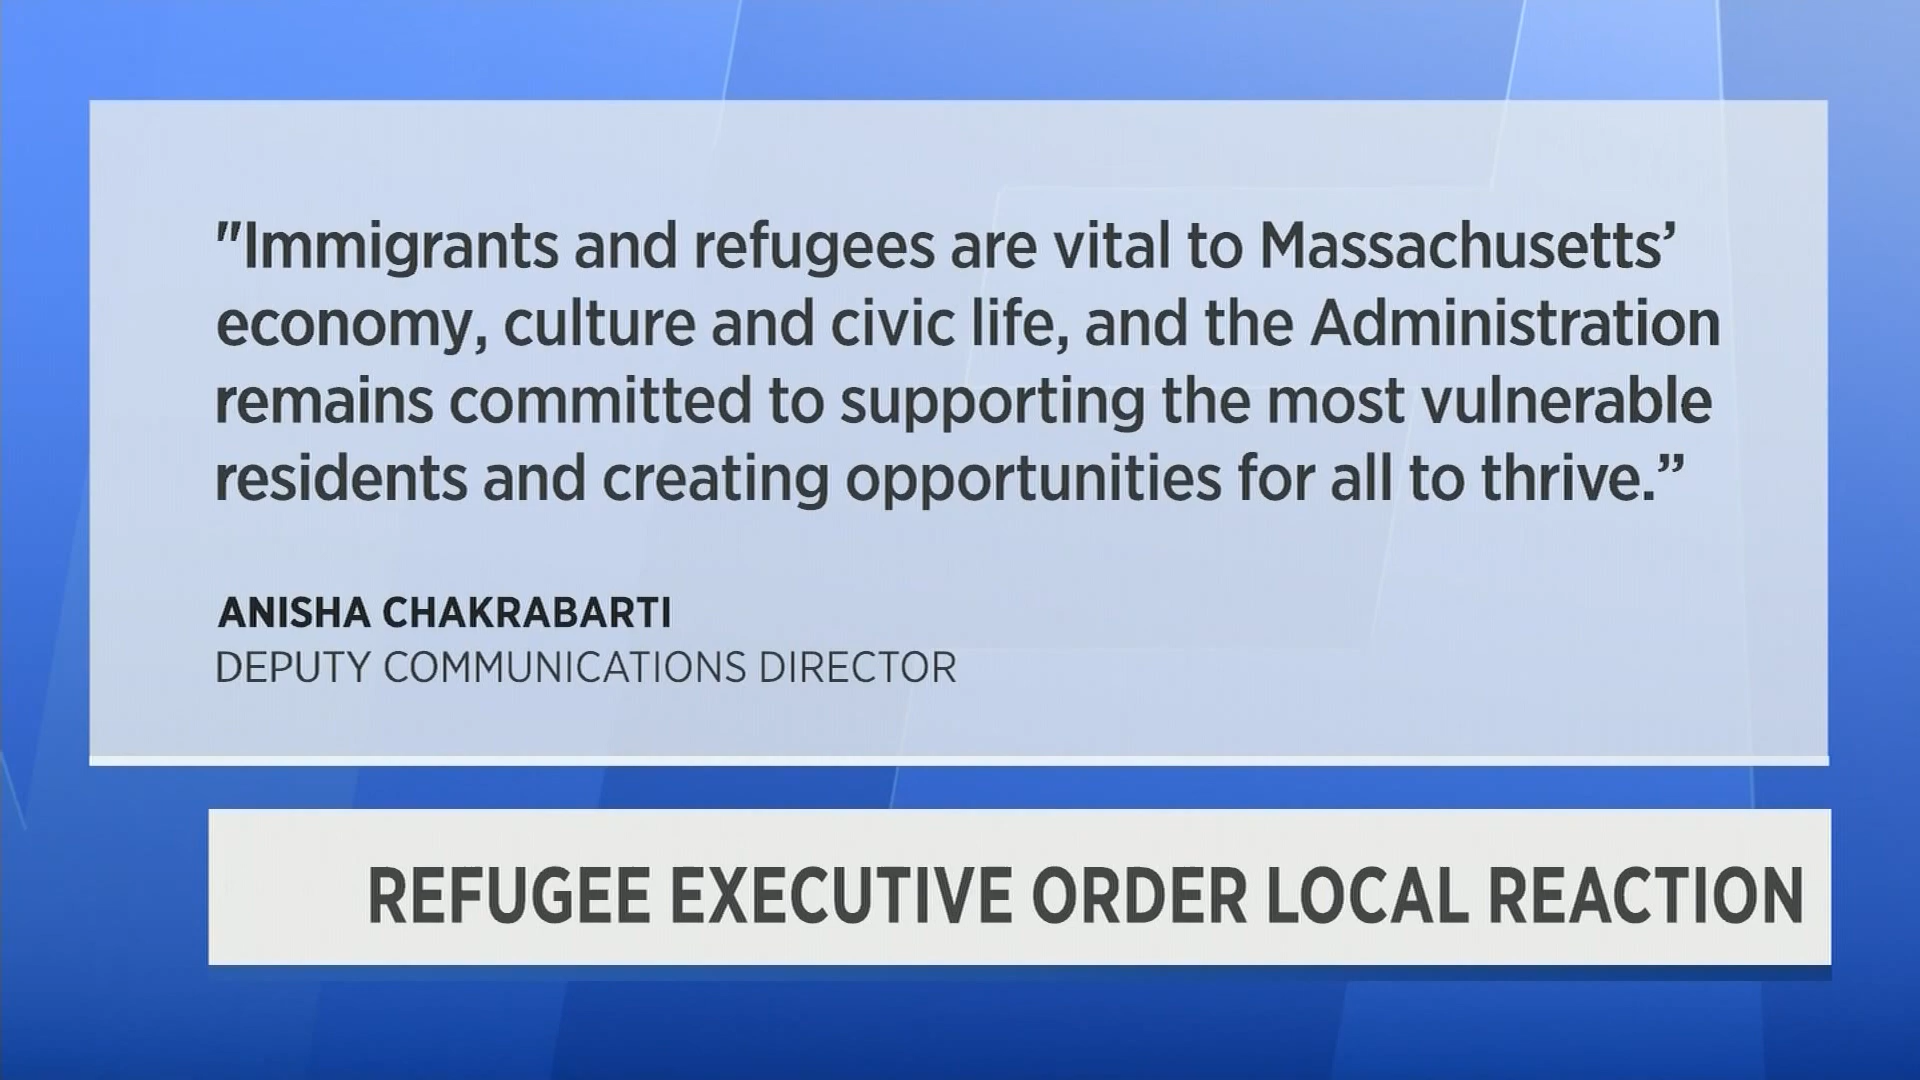 "Immigrants and refugees are vital to Massachusetts’
economy, culture and civic life, and the Administration
remains committed to supporting the most vulnerable
residents and creating opportunities for all to thrive.”
ANISHA CHAKRABARTI
DEPUTY COMMUNICATIONS DIRECTOR
REFUGEE EXECUTIVE ORDER LOCAL REACTION